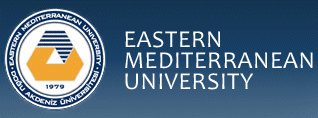 EASTERN MEDITERRANEAN UNIVERSITY
1979
DOĞU AKDENİZ ÜNİVERSİTESİ
EASTERN
MEDITERRANEAN
UNIVERSITY